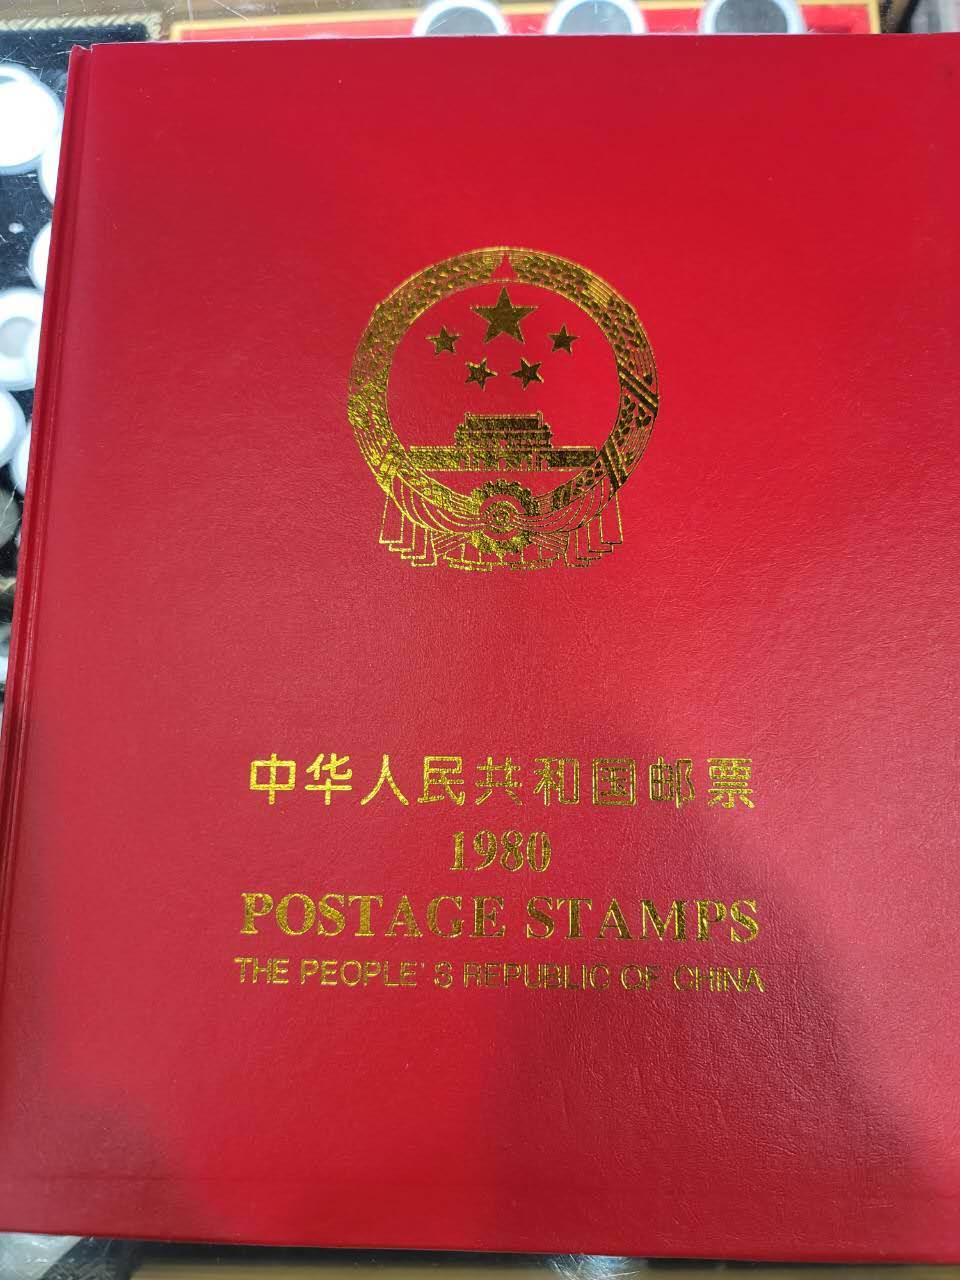 中华人民共和国邮票
1980
POSTAGE STAMPS
THE PEOPLE'S REPUBLIC OF CHINA